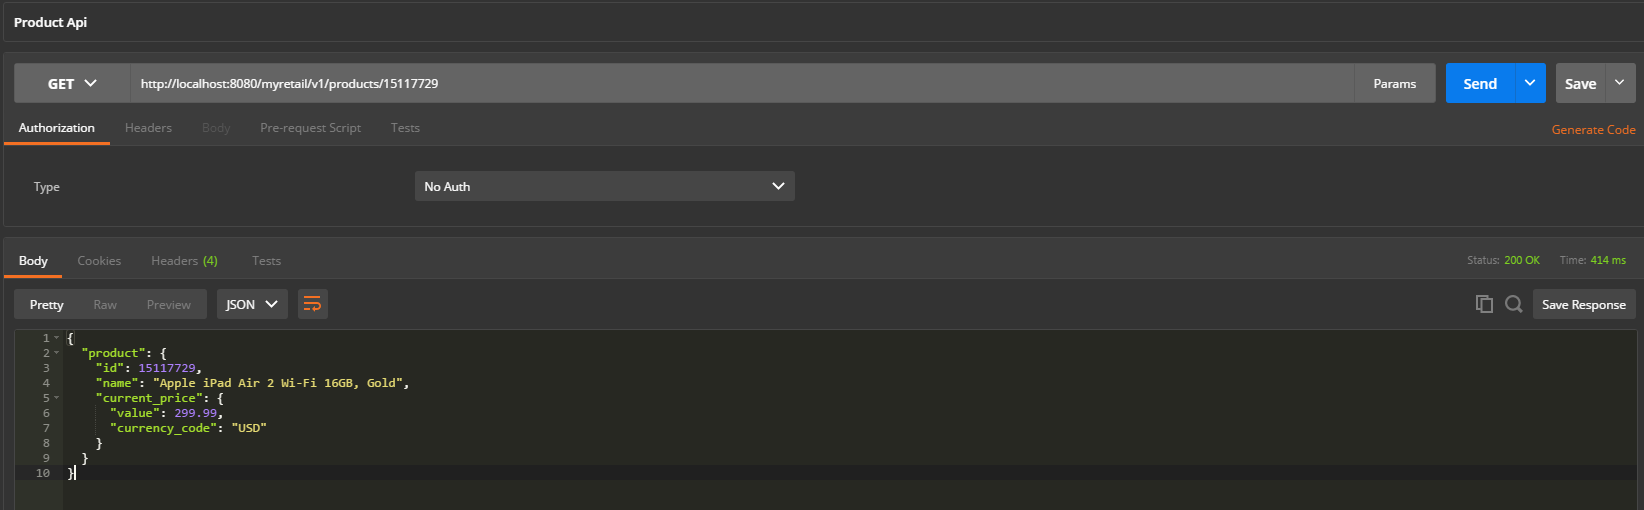 Product Api
GET http://localhost:8080/myretail/v1/products/15117729 Params Send Save
Authorization Headers Body Pre-request Script Tests Generate Code
Type No Auth
Body Cookies Headers (4) Tests Status: 200 OK Time: 414 ms
Pretty Raw Preview JSON Save Response
1 {
2 "product": {
3 "id": 15117729,
4 "name": "Apple iPad Air 2 Wi-Fi 16GB, Gold",
5 "current_price": {
6 "value": 299.99,
7 "currency_code": "USD"
8 }
9 }
10 }